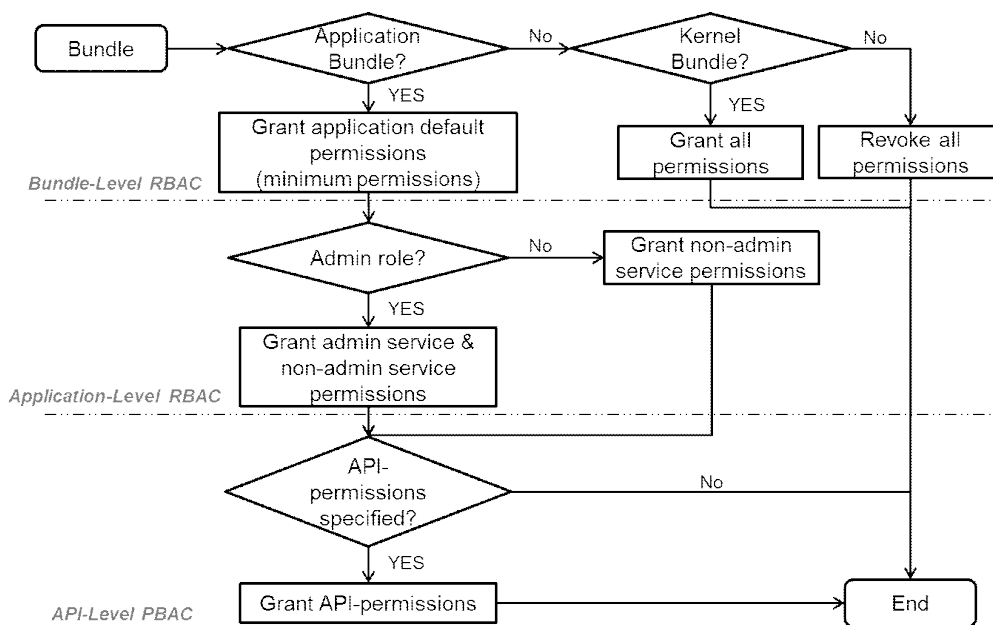 Bundle
Application
Bundle?
No
Kernel
Bundle?
No
YES
YES
Grant application default
permissions
(minimum permissions)
Grant all
permissions
Revoke all
permissions
Bundle-Level RBAC
Admin role?
No
Grant non-admin
service permissions
YES
Grant admin service &
non-admin service
permissions
Application-Level RBAC
API-
permissions
specified?
No
YES
Grant API-permissions
End
API-Level PBAC